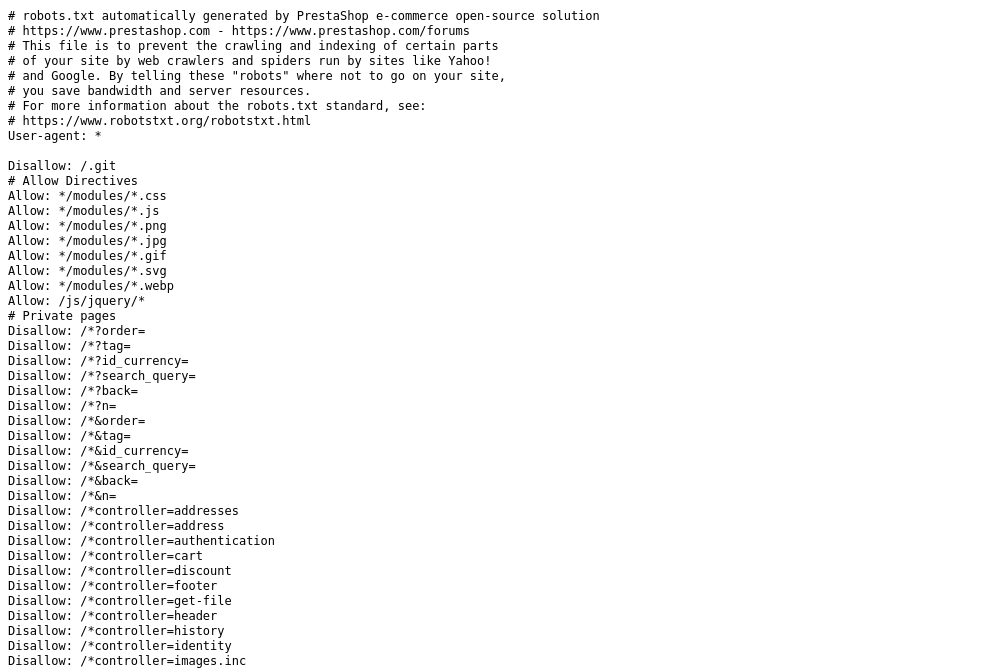 # robots.txt automatically generated by PrestaShop e-commerce open-source solution
# https://www.prestashop.com - https://www.prestashop.com/forums
# This file is to prevent the crawling and indexing of certain parts
# of your site by web crawlers and spiders run by sites like Yahoo!
# and Google. By telling these "robots" where not to go on your site,
# you save bandwidth and server resources.
# For more information about the robots.txt standard, see:
# https://www.robotstxt.org/robotstxt.html
User-agent: *

Disallow: /.git
# Allow Directives
Allow: */modules/*.css
Allow: */modules/*.js
Allow: */modules/*.png
Allow: */modules/*.jpg
Allow: */modules/*.gif
Allow: */modules/*.svg
Allow: */modules/*.webp
Allow: /js/jquery/*
# Private pages
Disallow: /*?order=
Disallow: /*?tag=
Disallow: /*?id_currency=
Disallow: /*?search_query=
Disallow: /*?back=
Disallow: /*?n=
Disallow: /*&order=
Disallow: /*&tag=
Disallow: /*&id_currency=
Disallow: /*&search_query=
Disallow: /*&back=
Disallow: /*&n=
Disallow: /*controller=addresses
Disallow: /*controller=address
Disallow: /*controller=authentication
Disallow: /*controller=cart
Disallow: /*controller=discount
Disallow: /*controller=footer
Disallow: /*controller=get-file
Disallow: /*controller=header
Disallow: /*controller=history
Disallow: /*controller=identity
Disallow: /*controller=images.inc